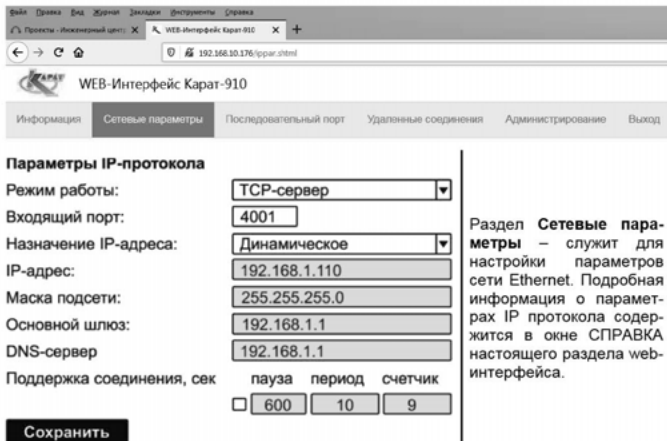 Файл Правка Вид Журнал Закладки Инструменты Справка
Проекты - Инженерный центр X WEB-Интерфейс Карат-910 X +
192.168.10.176/ippar.shtml
КАРАТ WEB-Интерфейс Карат-910
Информация Сетевые параметры Последовательный порт Удаленные соединения Администрирование Выход
Параметры IP-протокола
Режим работы: TCP-сервер
Входящий порт: 4001
Назначение IP-адреса: Динамическое
IP-адрес: 192.168.1.110
Маска подсети: 255.255.255.0
Основной шлюз: 192.168.1.1
DNS-сервер 192.168.1.1
Поддержка соединения, сек пауза период счетчик
600 10 9
Сохранить
Раздел Сетевые пара-
метры – служит для
настройки параметров
сети Ethernet. Подробная
информация о парамет-
рах IP протокола содер-
жится в окне СПРАВКА
настоящего раздела web-
интерфейса.